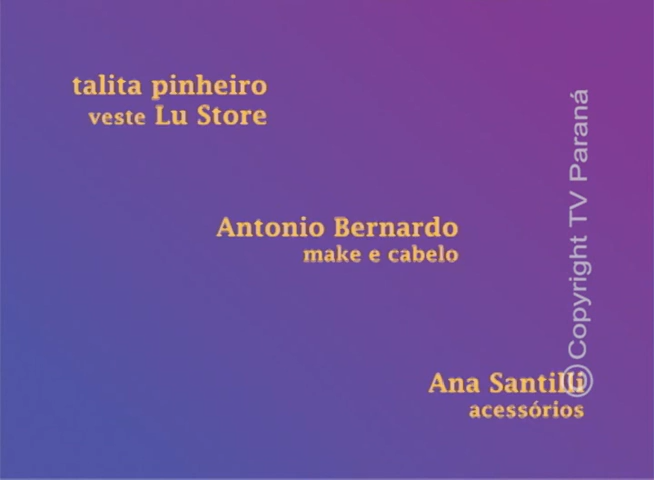 talita pinheiro
veste Lu Store
Antonio Bernardo
make e cabelo
Ana Santilli
acessórios
© Copyright TV Paraná